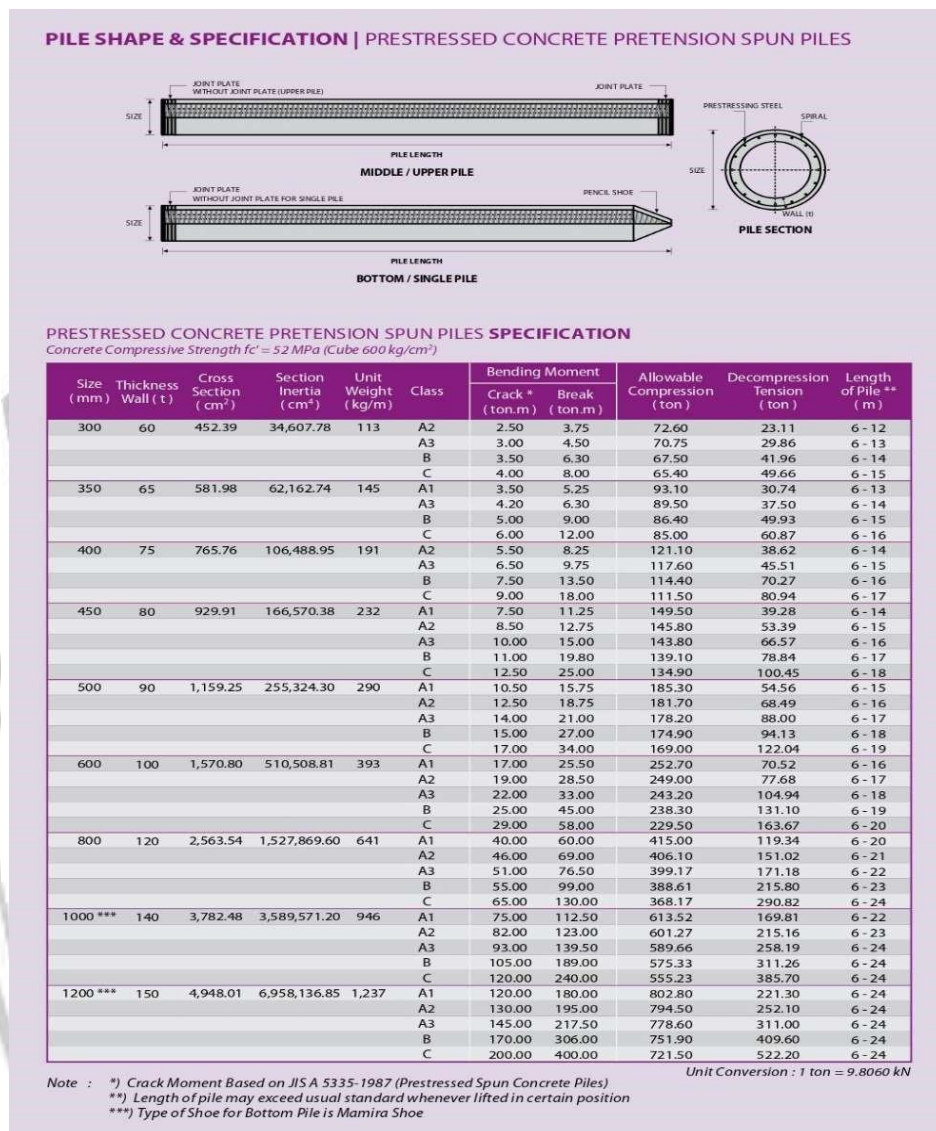 PILE SHAPE & SPECIFICATION | PRESTRESSED CONCRETE PRETENSION SPUN PILES
JOINT PLATE
WITHOUT JOINT PLATE (UPPER PILE)
JOINT PLATE
SIZE
PILE LENGTH
MIDDLE / UPPER PILE
JOINT PLATE
WITHOUT JOINT PLATE FOR SINGLE PILE
PENCIL SHOE
SIZE
PILE LENGTH
BOTTOM / SINGLE PILE
PRESTRESSING STEEL
SPIRAL
SIZE
WALL (t)
PILE SECTION
PRESTRESSED CONCRETE PRETENSION SPUN PILES SPECIFICATION
Concrete Compressive Strength fc' = 52 MPa (Cube 600 kg/cm²)
Size (mm) Thickness Wall ( t ) Cross Section ( cm² ) Section Inertia ( cm⁴ ) Unit Weight (kg/m) Class Bending Moment Crack * ( ton.m ) Break ( ton.m ) Allowable Compression ( ton ) Decompression Tension ( ton ) Length of Pile ** ( m )
300 60 452.39 34,607.78 113 A2 2.50 3.75 72.60 23.11 6 - 12
A3 3.00 4.50 70.75 29.86 6 - 13
B 3.50 6.30 67.50 41.96 6 - 14
C 4.00 8.00 65.40 49.66 6 - 15
350 65 581.98 62,162.74 145 A1 3.50 5.25 93.10 30.74 6 - 13
A3 4.20 6.30 89.50 37.50 6 - 14
B 5.00 9.00 86.40 49.93 6 - 15
C 6.00 12.00 85.00 60.87 6 - 16
400 75 765.76 106,488.95 191 A2 5.50 8.25 121.10 38.62 6 - 14
A3 6.50 9.75 117.60 45.51 6 - 15
B 7.50 13.50 114.40 70.27 6 - 16
C 9.00 18.00 111.50 80.94 6 - 17
450 80 929.91 166,570.38 232 A1 7.50 11.25 149.50 39.28 6 - 14
A2 8.50 12.75 145.80 53.39 6 - 15
A3 10.00 15.00 143.80 66.57 6 - 16
B 11.00 19.80 139.10 78.84 6 - 17
C 12.50 25.00 134.90 100.45 6 - 18
500 90 1,159.25 255,324.30 290 A1 10.50 15.75 185.30 54.56 6 - 15
A2 12.50 18.75 181.70 68.49 6 - 16
A3 14.00 21.00 178.20 88.00 6 - 17
B 15.00 27.00 174.90 94.13 6 - 18
C 17.00 34.00 169.00 122.04 6 - 19
600 100 1,570.80 510,508.81 393 A1 17.00 25.50 252.70 70.52 6 - 16
A2 19.00 28.50 249.00 77.68 6 - 17
A3 22.00 33.00 243.20 104.94 6 - 18
B 25.00 45.00 238.30 131.10 6 - 19
C 29.00 58.00 229.50 163.67 6 - 20
800 120 2,563.54 1,527,869.60 641 A1 40.00 60.00 415.00 119.34 6 - 20
A2 46.00 69.00 406.10 151.02 6 - 21
A3 51.00 76.50 399.17 171.18 6 - 22
B 55.00 99.00 388.61 215.80 6 - 23
C 65.00 130.00 368.17 290.82 6 - 24
1000 *** 140 3,782.48 3,589,571.20 946 A1 75.00 112.50 613.52 169.81 6 - 22
A2 82.00 123.00 601.27 215.16 6 - 23
A3 93.00 139.50 589.66 258.19 6 - 24
B 105.00 189.00 575.33 311.26 6 - 24
C 120.00 240.00 555.23 385.70 6 - 24
1200 *** 150 4,948.01 6,958,136.85 1,237 A1 120.00 180.00 802.80 221.30 6 - 24
A2 130.00 195.00 794.50 252.10 6 - 24
A3 145.00 217.50 778.60 311.00 6 - 24
B 170.00 306.00 751.90 409.60 6 - 24
C 200.00 400.00 721.50 522.20 6 - 24
Unit Conversion : 1 ton = 9.8060 kN
Note : *) Crack Moment Based on JIS A 5335-1987 (Prestressed Spun Concrete Piles)
**) Length of pile may exceed usual standard whenever lifted in certain position
***) Type of Shoe for Bottom Pile is Mamira Shoe